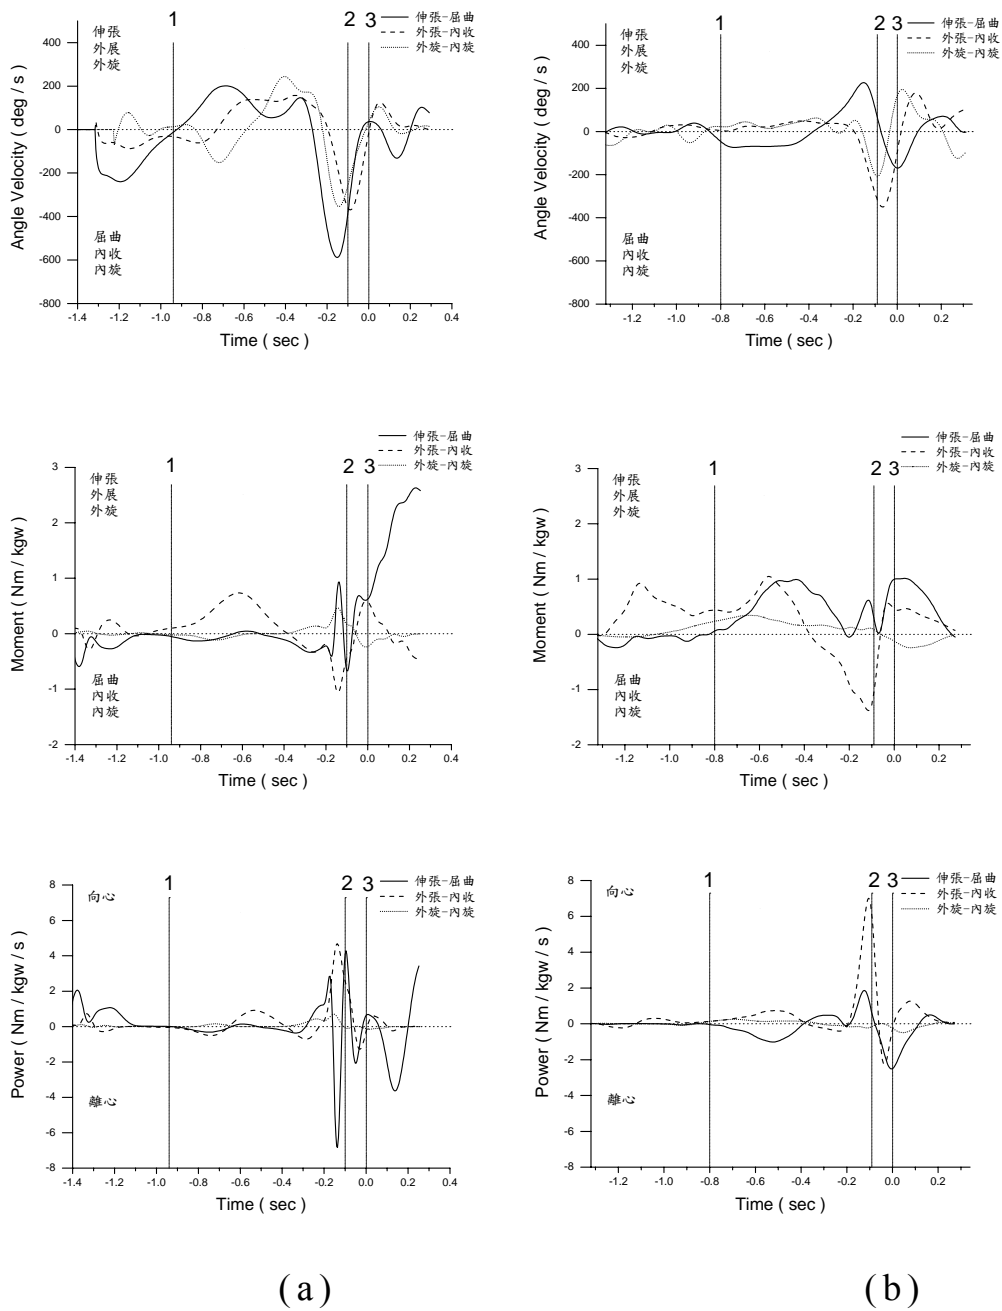 1
2
3
伸張-屈曲
外張-內收
外旋-內旋
伸張
外展
外旋
400
200
0
-200
-400
-600
-800
屈曲
內收
內旋
Angle Velocity ( deg / s )
-1.4 -1.2 -1.0 -0.8 -0.6 -0.4 -0.2 0.0 0.2 0.4
Time ( sec )
1
2
3
伸張-屈曲
外張-內收
外旋-內旋
伸張
外展
外旋
400
200
0
-200
-400
-600
-800
屈曲
內收
內旋
Angle Velocity ( deg / s )
-1.2 -1.0 -0.8 -0.6 -0.4 -0.2 0.0 0.2
Time ( sec )
1
2
3
伸張-屈曲
外張-內收
外旋-內旋
伸張
外展
外旋
3
2
1
0
-1
-2
屈曲
內收
內旋
Moment ( Nm / kgw )
-1.4 -1.2 -1.0 -0.8 -0.6 -0.4 -0.2 0.0 0.2 0.4
Time ( sec )
1
2
3
伸張-屈曲
外張-內收
外旋-內旋
伸張
外展
外旋
3
2
1
0
-1
-2
屈曲
內收
內旋
Moment ( Nm / kgw )
-1.2 -1.0 -0.8 -0.6 -0.4 -0.2 0.0 0.2
Time ( sec )
1
2
3
伸張-屈曲
外張-內收
外旋-內旋
向心
8
6
4
2
0
-2
-4
-6
-8
離心
Power ( Nm / kgw / s )
-1.4 -1.2 -1.0 -0.8 -0.6 -0.4 -0.2 0.0 0.2 0.4
Time ( sec )
1
2
3
伸張-屈曲
外張-內收
外旋-內旋
向心
8
6
4
2
0
-2
-4
-6
-8
離心
Power ( Nm / kgw / s )
-1.2 -1.0 -0.8 -0.6 -0.4 -0.2 0.0 0.2
Time ( sec )
(a)
(b)